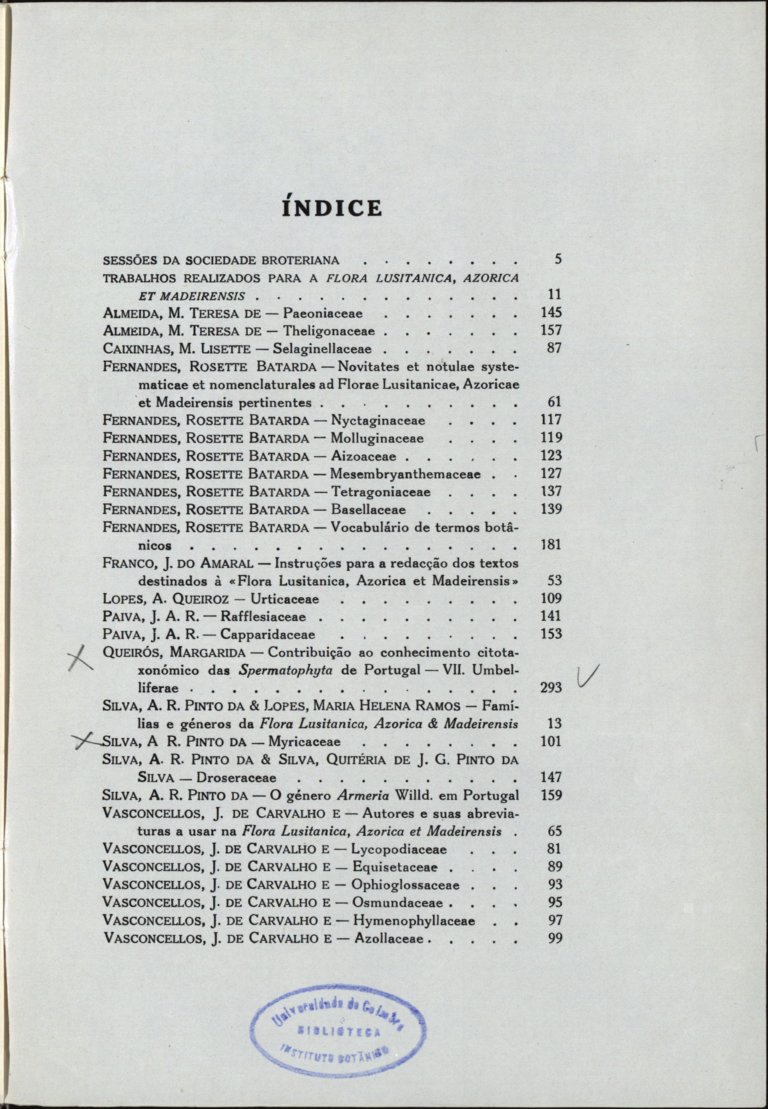 ÍNDICE
SESSÕES DA SOCIEDADE BROTERIANA . . . . . . . . 5
TRABALHOS REALIZADOS PARA A FLORA LUSITANICA, AZORICA
ET MADEIRENSIS . . . . . . . . . . . . . 11
ALMEIDA, M. TERESA DE — Paeoniaceae . . . . . . . 145
ALMEIDA, M. TERESA DE — Theligonaceae . . . . . . . 157
CAIXINHAS, M. LISETTE — Selaginellaceae . . . . . . . 87
FERNANDES, ROSETTE BATARDA — Novitates et notulae syste-
maticae et nomenclaturales ad Florae Lusitanicae, Azoricae
et Madeirensis pertinentes . . . . . . . . . . 61
FERNANDES, ROSETTE BATARDA — Nyctaginaceae . . . . 117
FERNANDES, ROSETTE BATARDA — Molluginaceae . . . . 119
FERNANDES, ROSETTE BATARDA — Aizoaceae . . . . . . 123
FERNANDES, ROSETTE BATARDA — Mesembryanthemaceae . . 127
FERNANDES, ROSETTE BATARDA — Tetragoniaceae . . . . 137
FERNANDES, ROSETTE BATARDA — Basellaceae . . . . . 139
FERNANDES, ROSETTE BATARDA — Vocabulário de termos botâ-
nicos . . . . . . . . . . . . . . . . 181
FRANCO, J. DO AMARAL — Instruções para a redacção dos textos
destinados à «Flora Lusitanica, Azorica et Madeirensis» 53
LOPES, A. QUEIROZ — Urticaceae . . . . . . . . . 109
PAIVA, J. A. R. — Rafflesiaceae . . . . . . . . . . 141
PAIVA, J. A. R. — Capparidaceae . . . . . . . . . 153
QUEIRÓS, MARGARIDA — Contribuição ao conhecimento citota-
xonómico das Spermatophyta de Portugal — VII. Umbel-
liferae . . . . . . . . . . . . . . . . 293
SILVA, A. R. PINTO DA & LOPES, MARIA HELENA RAMOS — Famí-
lias e géneros da Flora Lusitanica, Azorica & Madeirensis 13
SILVA, A R. PINTO DA — Myricaceae . . . . . . . . 101
SILVA, A. R. PINTO DA & SILVA, QUITÉRIA DE J. G. PINTO DA
SILVA — Droseraceae . . . . . . . . . . . 147
SILVA, A. R. PINTO DA — O género Armeria Willd. em Portugal 159
VASCONCELLOS, J. DE CARVALHO E — Autores e suas abrevia-
turas a usar na Flora Lusitanica, Azorica et Madeirensis . 65
VASCONCELLOS, J. DE CARVALHO E — Lycopodiaceae . . . 81
VASCONCELLOS, J. DE CARVALHO E — Equisetaceae . . . . 89
VASCONCELLOS, J. DE CARVALHO E — Ophioglossaceae . . . 93
VASCONCELLOS, J. DE CARVALHO E — Osmundaceae . . . . 95
VASCONCELLOS, J. DE CARVALHO E — Hymenophyllaceae . . 97
VASCONCELLOS, J. DE CARVALHO E — Azollaceae . . . . . 99
Universidade de Coimbra
BIBLIOTECA
INSTITUTO BOTÂNICO